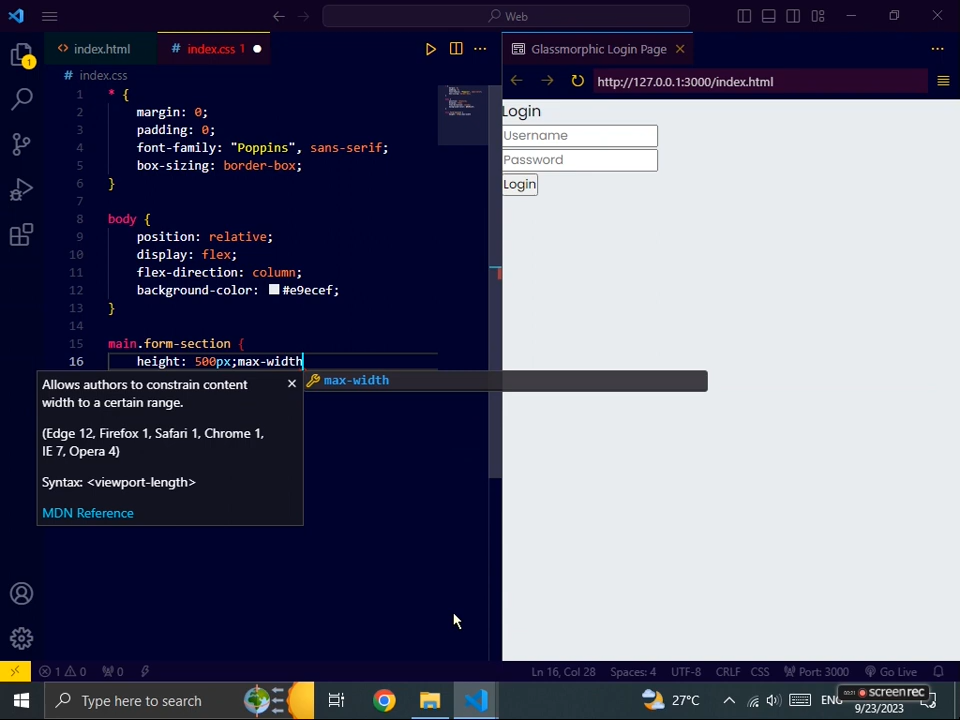 Web
index.html
# index.css 1
Glassmorphic Login Page
# index.css
http://127.0.0.1:3000/index.html
1 * {
2 margin: 0;
3 padding: 0;
4 font-family: "Poppins", sans-serif;
5 box-sizing: border-box;
6 }
7
8 body {
9 position: relative;
10 display: flex;
11 flex-direction: column;
12 background-color: #e9ecef;
13 }
14
15 main.form-section {
16 height: 500px;max-width
max-width
Allows authors to constrain content
width to a certain range.
(Edge 12, Firefox 1, Safari 1, Chrome 1,
IE 7, Opera 4)
Syntax: <viewport-length>
MDN Reference
Login
Username
Password
Login
1
1 0 0 Ln 16, Col 28 Spaces: 4 UTF-8 CRLF CSS Port: 3000 Go Live
Type here to search
27°C
screenrec
9/23/2023